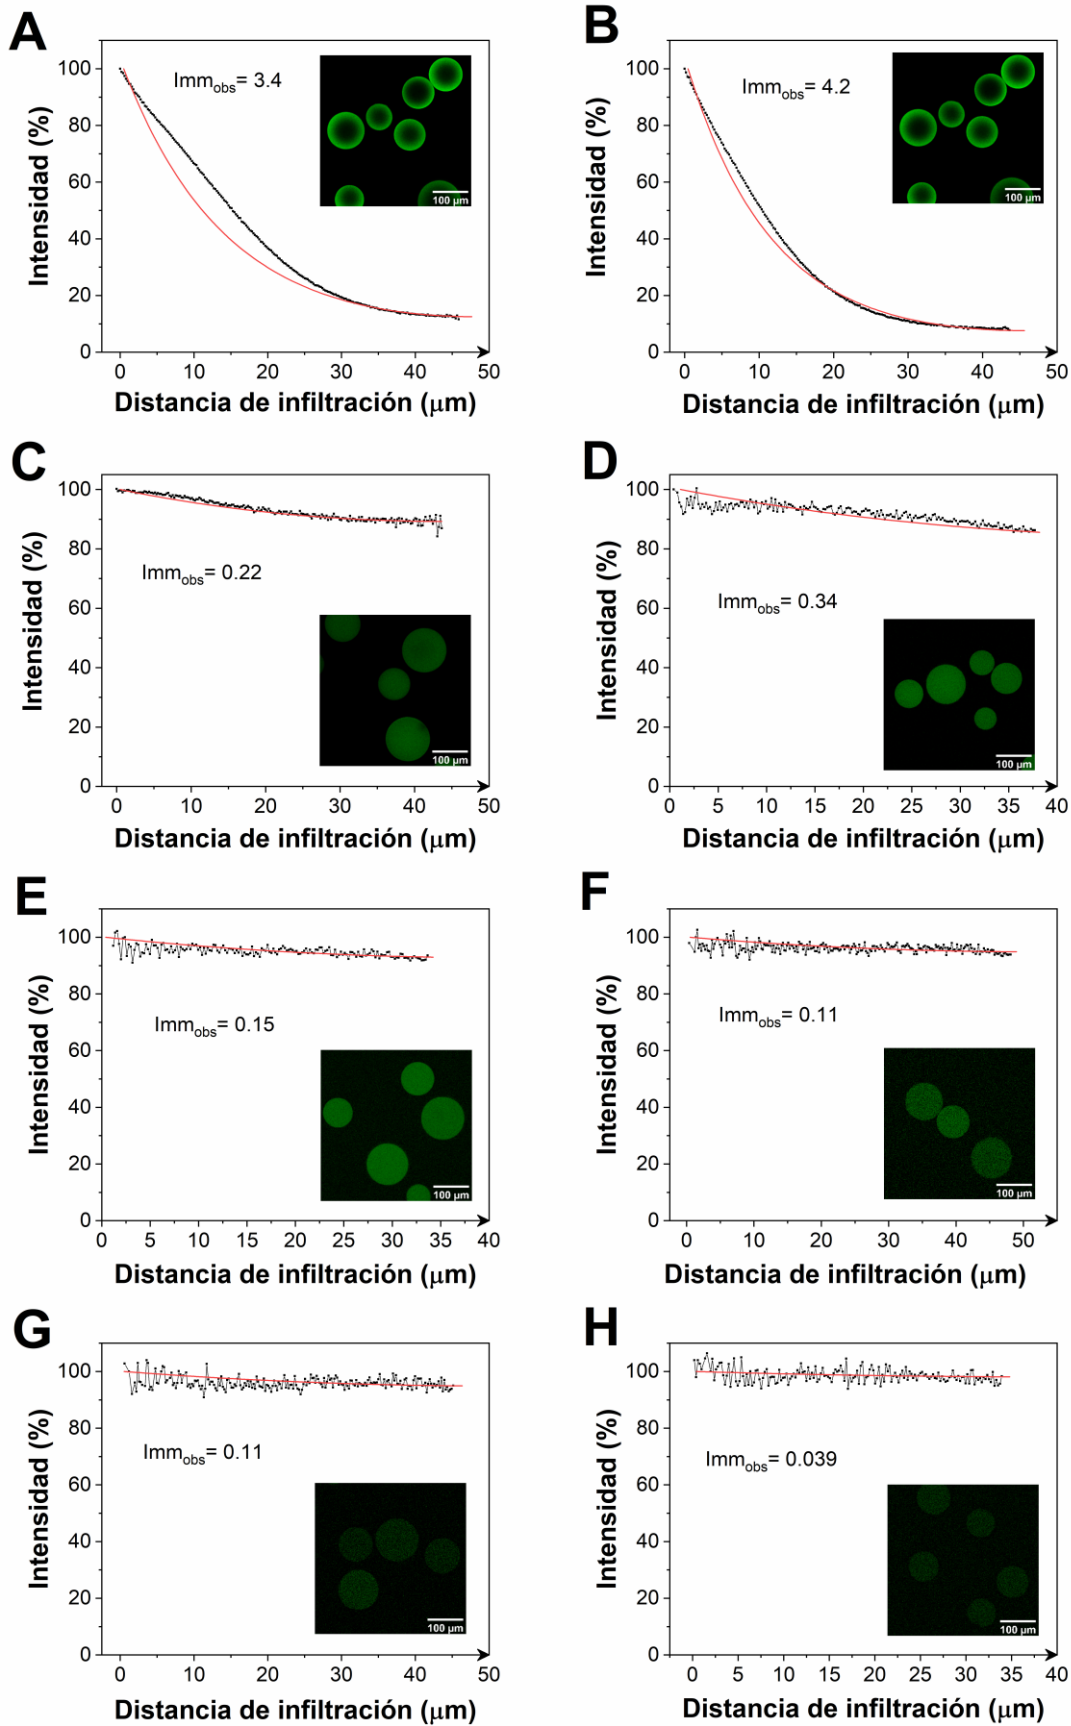 A
Intensidad (%)
100
80
60
40
20
0
Imm_obs= 3.4
100 µm
0 10 20 30 40 50
Distancia de infiltración (µm)
B
Intensidad (%)
100
80
60
40
20
0
Imm_obs= 4.2
100 µm
0 10 20 30 40 50
Distancia de infiltración (µm)
C
Intensidad (%)
100
80
60
40
20
0
Imm_obs= 0.22
100 µm
0 10 20 30 40 50
Distancia de infiltración (µm)
D
Intensidad (%)
100
80
60
40
20
0
Imm_obs= 0.34
100 µm
0 5 10 15 20 25 30 35 40
Distancia de infiltración (µm)
E
Intensidad (%)
100
80
60
40
20
0
Imm_obs= 0.15
100 µm
0 5 10 15 20 25 30 35 40
Distancia de infiltración (µm)
F
Intensidad (%)
100
80
60
40
20
0
Imm_obs= 0.11
100 µm
0 10 20 30 40 50
Distancia de infiltración (µm)
G
Intensidad (%)
100
80
60
40
20
0
Imm_obs= 0.11
100 µm
0 10 20 30 40 50
Distancia de infiltración (µm)
H
Intensidad (%)
100
80
60
40
20
0
Imm_obs= 0.039
100 µm
0 5 10 15 20 25 30 35 40
Distancia de infiltración (µm)